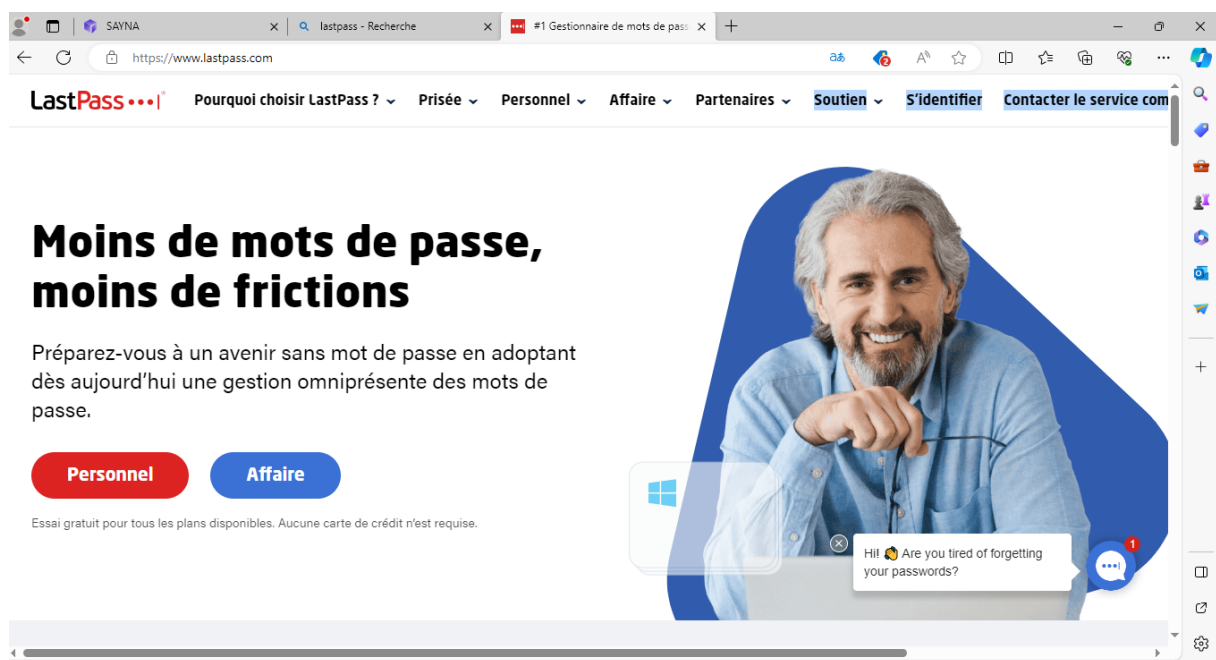 SAYNA
lastpass - Recherche
#1 Gestionnaire de mots de pass
https://www.lastpass.com
2
LastPass
Pourquoi choisir LastPass ?
Prisée
Personnel
Affaire
Partenaires
Soutien
S'identifier
Contacter le service com
Moins de mots de passe,
moins de frictions
Préparez-vous à un avenir sans mot de passe en adoptant
dès aujourd'hui une gestion omniprésente des mots de
passe.
Personnel
Affaire
Essai gratuit pour tous les plans disponibles. Aucune carte de crédit n'est requise.
Hi! 👏 Are you tired of forgetting
your passwords?
1